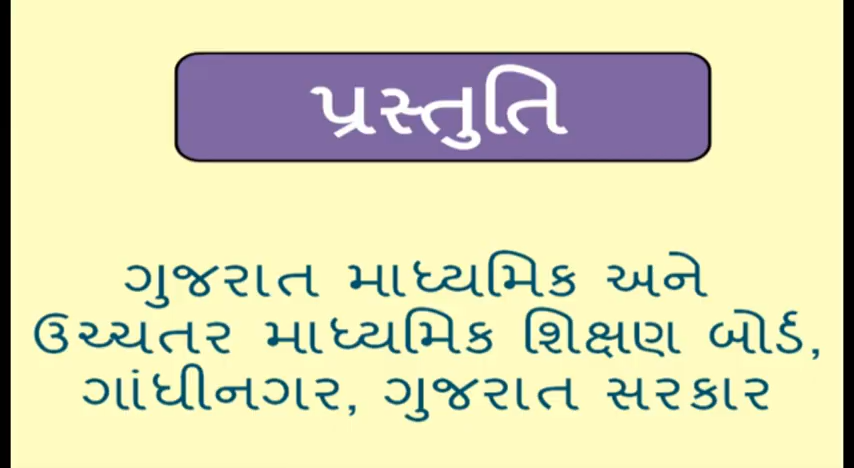 પ્રસ્તુતિ
ગુજરાત માધ્યમિક અને
ઉચ્ચતર માધ્યમિક શિક્ષણ બોર્ડ,
ગાંધીનગર, ગુજરાત સરકાર